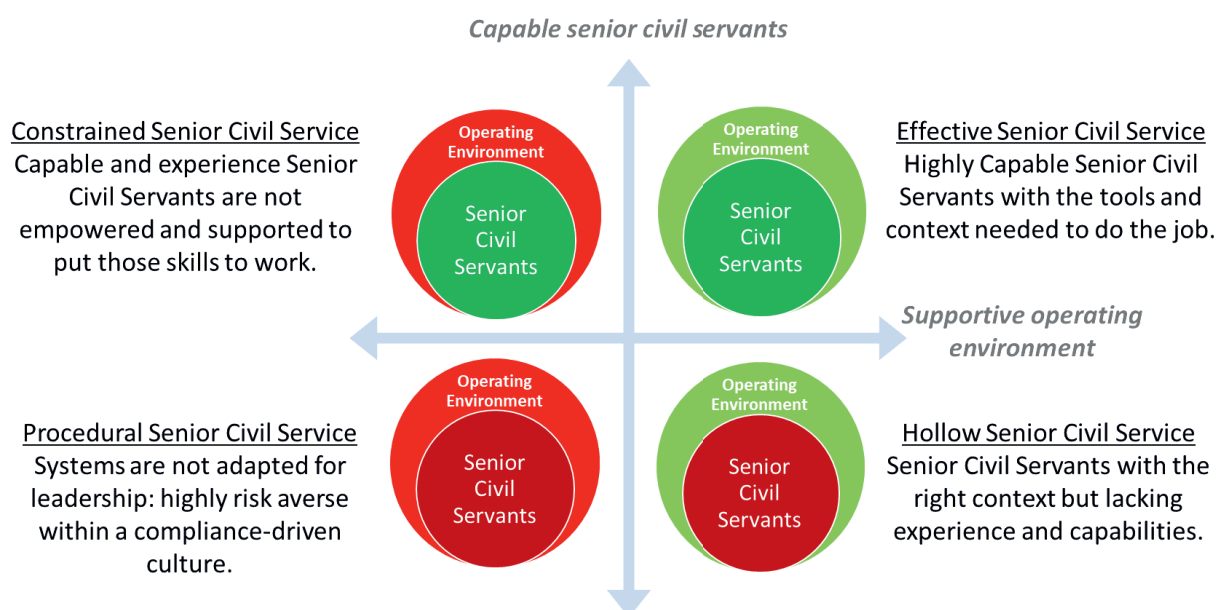 Capable senior civil servants
Constrained Senior Civil Service
Capable and experience Senior
Civil Servants are not
empowered and supported to
put those skills to work.
Operating
Environment
Senior
Civil
Servants
Operating
Environment
Senior
Civil
Servants
Effective Senior Civil Service
Highly Capable Senior Civil
Servants with the tools and
context needed to do the job.
Supportive operating
environment
Procedural Senior Civil Service
Systems are not adapted for
leadership: highly risk averse
within a compliance-driven
culture.
Operating
Environment
Senior
Civil
Servants
Operating
Environment
Senior
Civil
Servants
Hollow Senior Civil Service
Senior Civil Servants with the
right context but lacking
experience and capabilities.